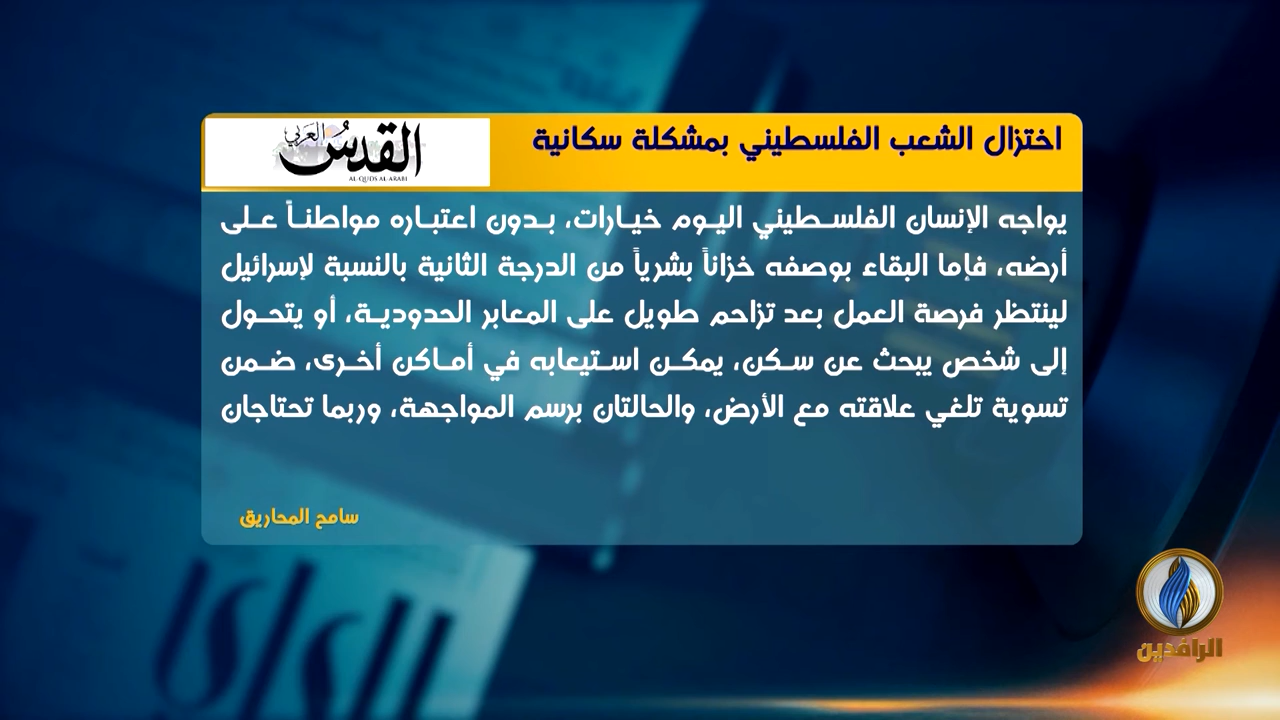 اختزال الشعب الفلسطيني بمشكلة سكانية
القدس العربي
AL-QUDS AL-ARABI
يواجه الإنسان الفلسطيني اليوم خيارات، بدون اعتباره مواطناً على
أرضه، فإما البقاء بوصفه خزاناً بشرياً من الدرجة الثانية بالنسبة لإسرائيل
لينتظر فرصة العمل بعد تزاحم طويل على المعابر الحدودية، أو يتحول
إلى شخص يبحث عن سكن، يمكن استيعابه في أماكن أخرى، ضمن
تسوية تلغي علاقته مع الأرض، والحالتان برسم المواجهة، وربما تحتاجان
سامح المحاريق
الرافدين